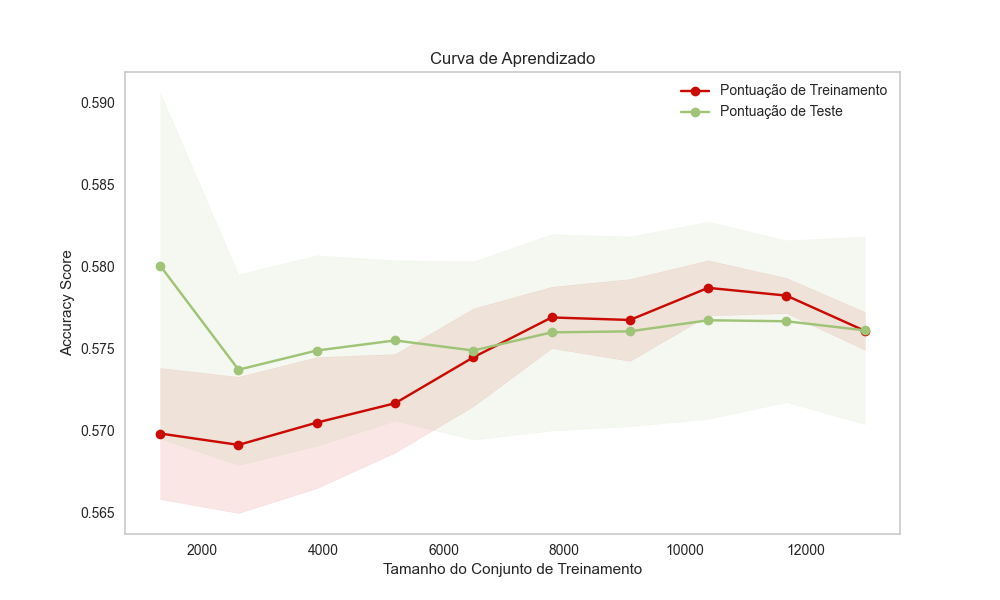 Curva de Aprendizado
Pontuação de Treinamento
Pontuação de Teste
Accuracy Score
0.590
0.585
0.580
0.575
0.570
0.565
2000 4000 6000 8000 10000 12000
Tamanho do Conjunto de Treinamento